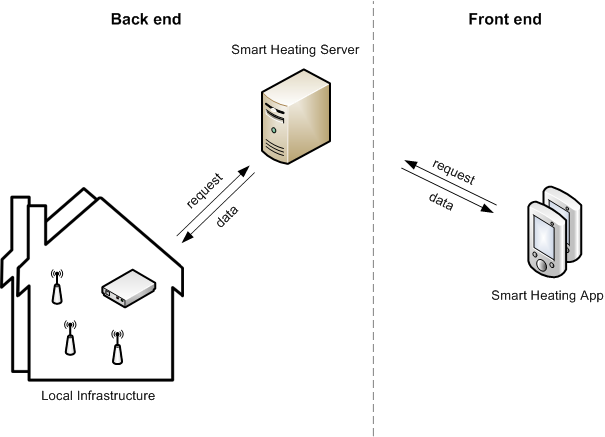 Back end
Front end
Smart Heating Server
request
data
request
data
Smart Heating App
Local Infrastructure